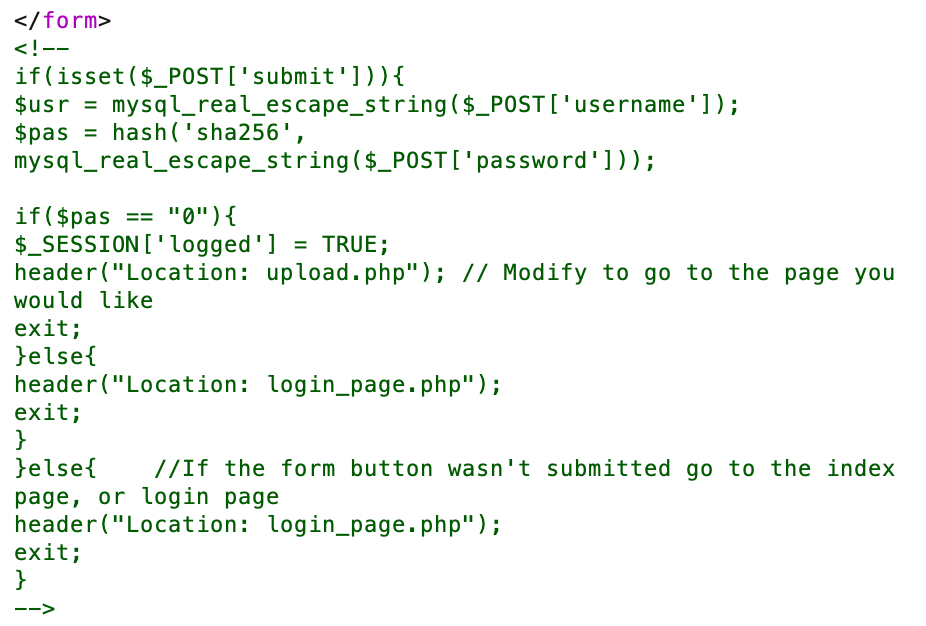 </form>
<!--
if(isset($_POST['submit'])){
$usr = mysql_real_escape_string($_POST['username']);
$pas = hash('sha256',
mysql_real_escape_string($_POST['password']));
if($pas == "0"){
$_SESSION['logged'] = TRUE;
header("Location: upload.php"); // Modify to go to the page you
would like
exit;
}else{
header("Location: login_page.php");
exit;
}
}else{    //If the form button wasn't submitted go to the index
page, or login page
header("Location: login_page.php");
exit;
}
-->